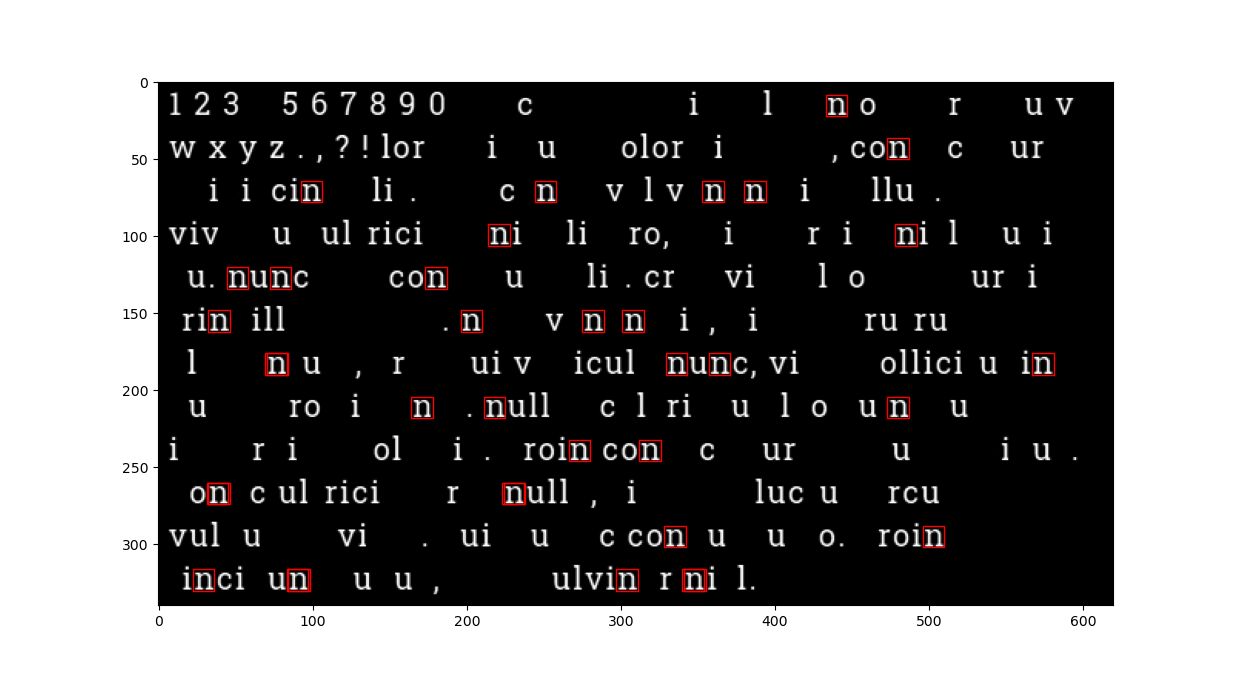 0
50
100
150
200
250
300
1 2 3 5 6 7 8 9 0 c i l n o r u v
w x y z . , ? ! lor i u olor i , con c ur
i i cin li . c n v l v n n i llu .
viv u ul rici ni li ro, i r i ni l u i
u. nunc con u li . cr vi l o ur i
rin ill . n v n n i , i ru ru
l n u , r ui v icul nunc, vi ollici u in
u ro i n . null c l ri u l o u n u
i r i ol i . roin con c ur u i u .
on c ul rici r null , i luc u rcu
vul u vi . ui u c con u u o. roin
inci un u u , ulvin r ni l.
0 100 200 300 400 500 600